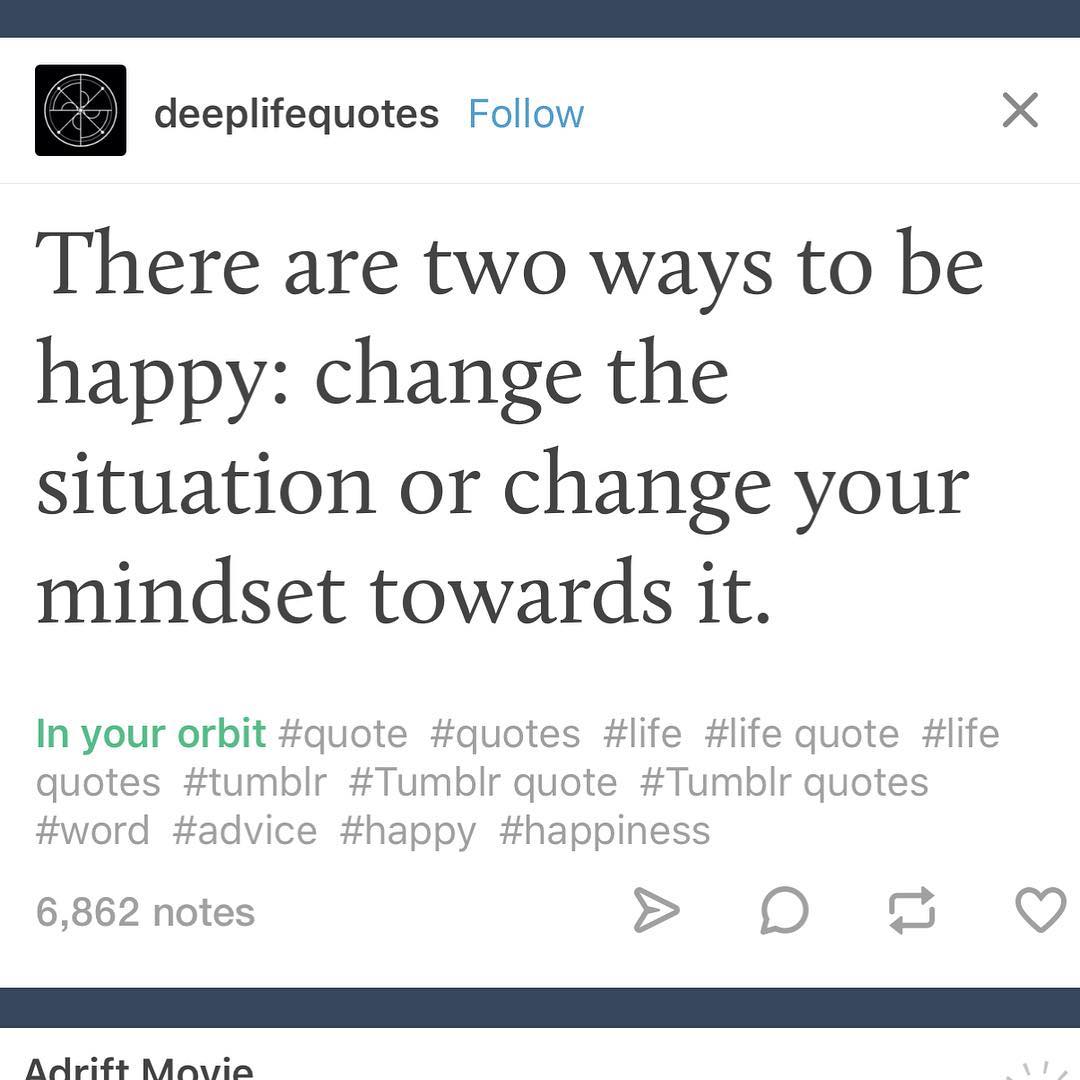 deeplifequotes Follow
There are two ways to be
happy: change the
situation or change your
mindset towards it.
In your orbit #quote #quotes #life #life quote #life
quotes #tumblr #Tumblr quote #Tumblr quotes
#word #advice #happy #happiness
6,862 notes
Adrift Movie